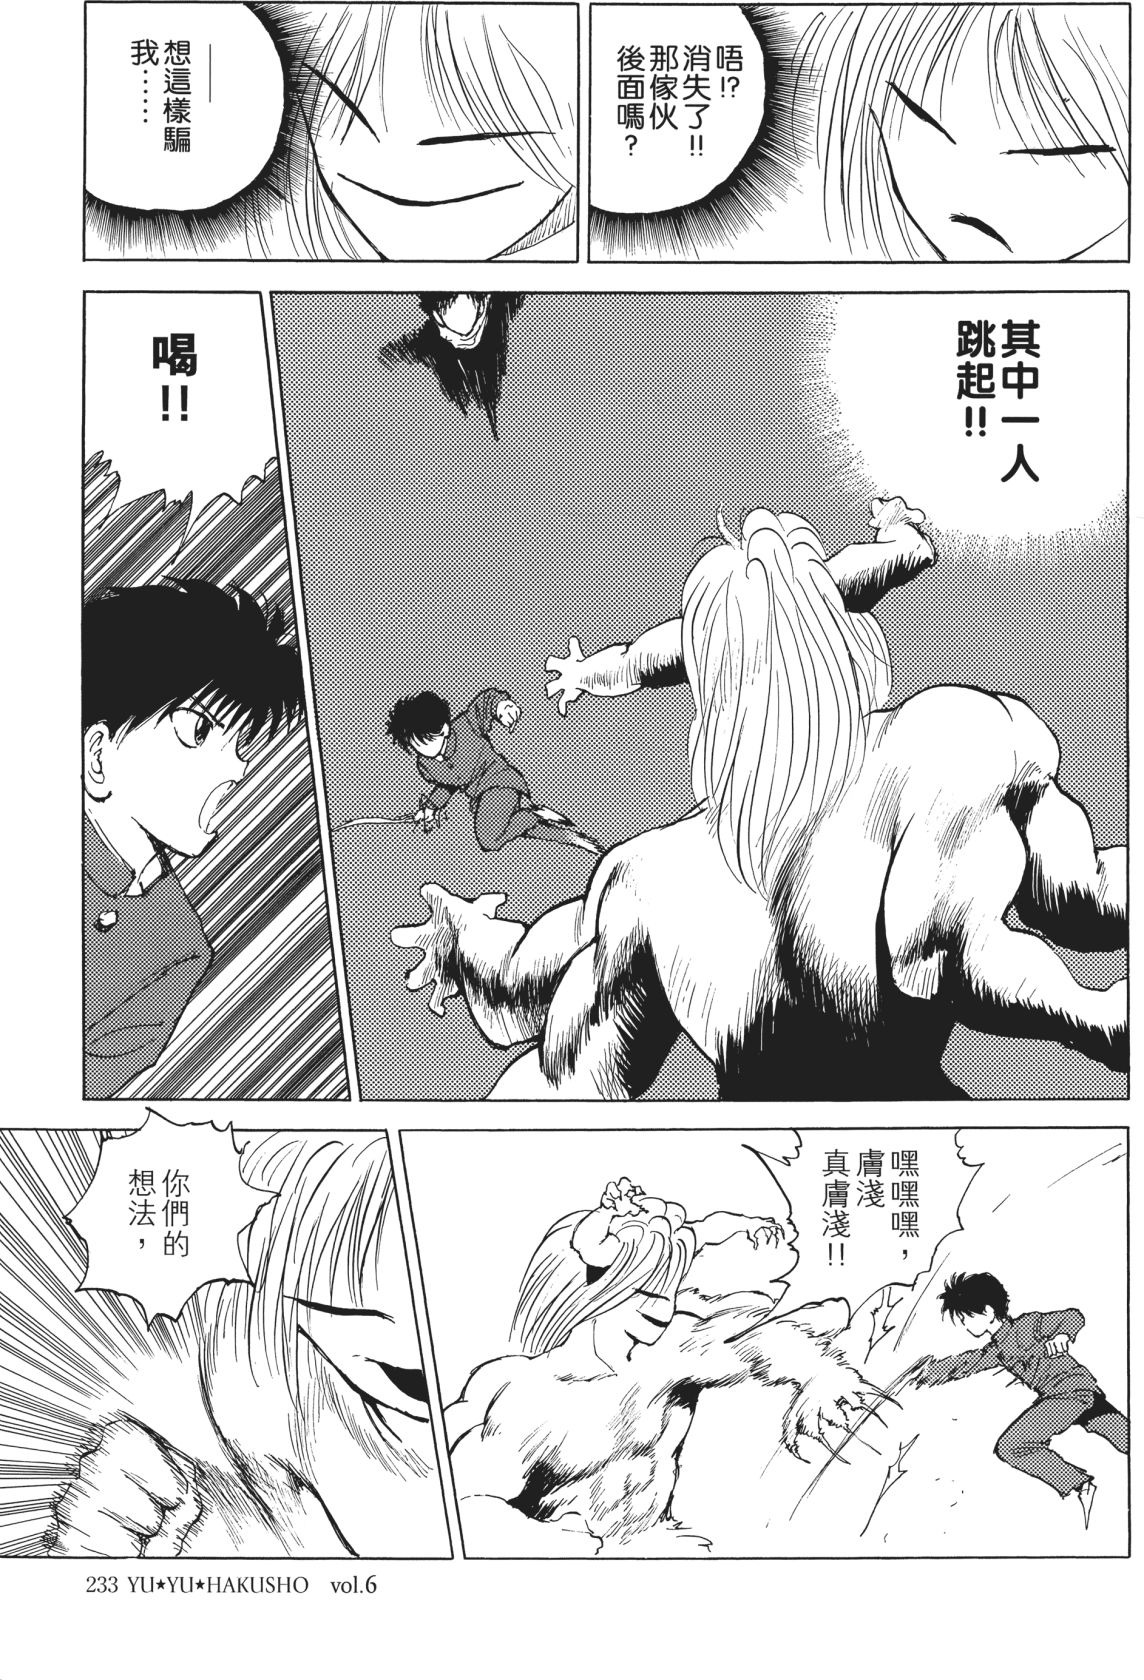 唔!?
消失了!!
那傢伙
後面嗎?
——
想這樣騙
我……
其中一人
跳起!!
喝!!
嘿嘿嘿,
膚淺
真膚淺!!
你們的
想法,
233 YU★YU★HAKUSHO vol.6